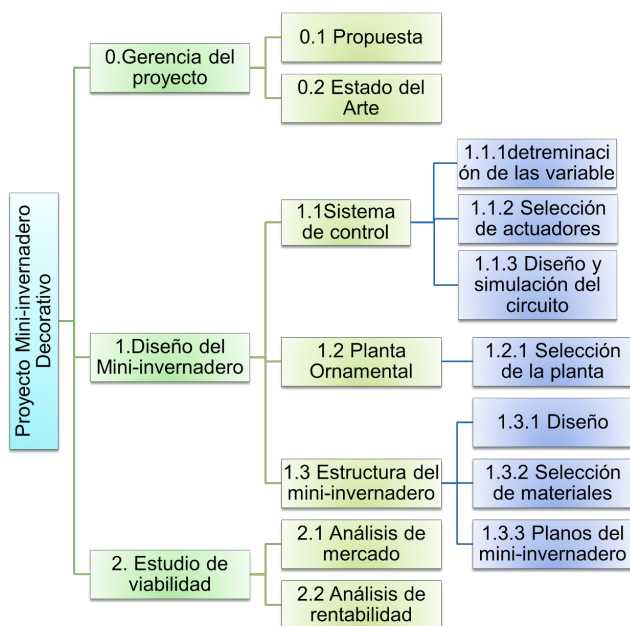 Proyecto Mini-invernadero
Decorativo
0.Gerencia del
proyecto
0.1 Propuesta
0.2 Estado del
Arte
1.Diseño del
Mini-invernadero
1.1Sistema
de control
1.1.1detreminaci
ón de las variable
1.1.2 Selección
de actuadores
1.1.3 Diseño y
simulación del
circuito
1.2 Planta
Ornamental
1.2.1 Selección
de la planta
1.3 Estructura del
mini-invernadero
1.3.1 Diseño
1.3.2 Selección
de materiales
1.3.3 Planos del
mini-invernadero
2. Estudio de
viabilidad
2.1 Análisis de
mercado
2.2 Análisis de
rentabilidad